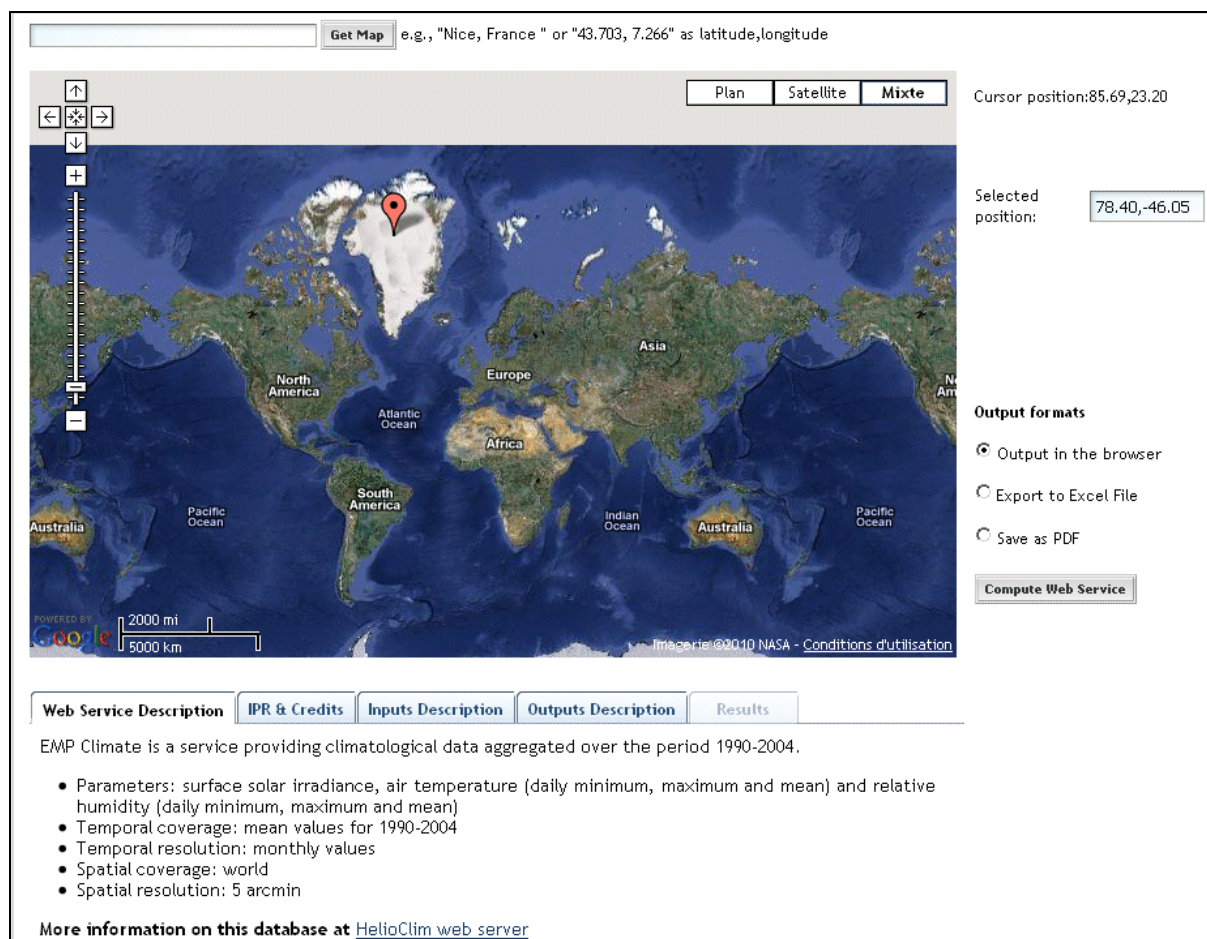 Get Map e.g., "Nice, France " or "43.703, 7.266" as latitude,longitude
Plan Satellite Mixte
Cursor position:85.69,23.20
Selected
position: 78.40,-46.05
Asia
Europe
North
America
No
Am
Atlantic
Ocean
Africa
South
America
Pacific
Ocean
Indian
Ocean
Pacific
Ocean
Australia
Australia
POWERED BY
Google
2000 mi
5000 km
Imagerie ©2010 NASA - Conditions d'utilisation
Output formats
Output in the browser
Export to Excel File
Save as PDF
Compute Web Service
Web Service Description IPR & Credits Inputs Description Outputs Description Results
EMP Climate is a service providing climatological data aggregated over the period 1990-2004.
• Parameters: surface solar irradiance, air temperature (daily minimum, maximum and mean) and relative
humidity (daily minimum, maximum and mean)
• Temporal coverage: mean values for 1990-2004
• Temporal resolution: monthly values
• Spatial coverage: world
• Spatial resolution: 5 arcmin
More information on this database at HelioClim web server